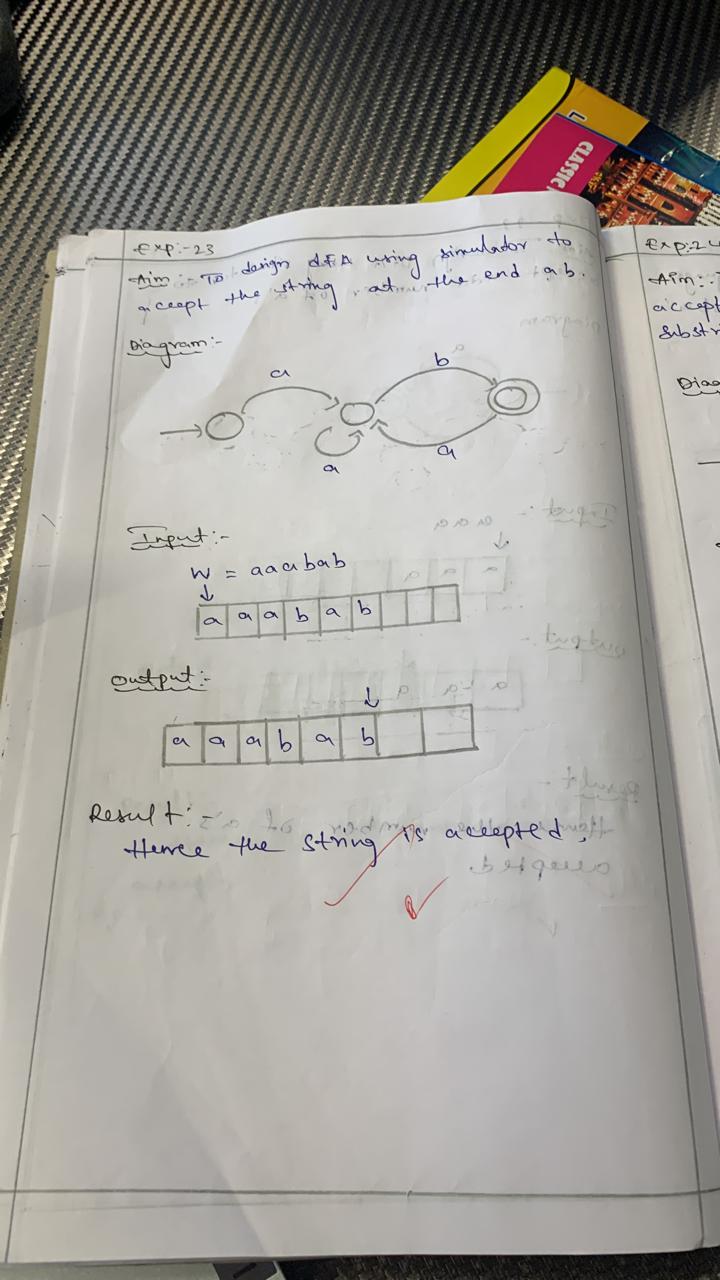 Exp:-23
Aim :- To design dFA using simulator to
accept the string at the end ab.
Diagram:-
a
b
a
a
Input:-
W = aaabab
a a a b a b
Output:-
a a a b a b
Result:-
Hence the string is accepted.
Exp:24
Aim:-
accept
substr
Diag
CLASSIC